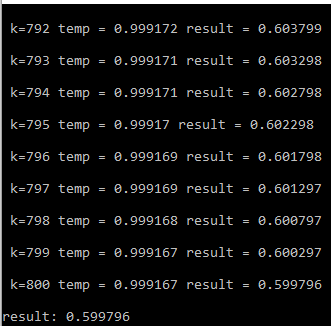 k=792 temp = 0.999172 result = 0.603799
k=793 temp = 0.999171 result = 0.603298
k=794 temp = 0.999171 result = 0.602798
k=795 temp = 0.99917 result = 0.602298
k=796 temp = 0.999169 result = 0.601798
k=797 temp = 0.999169 result = 0.601297
k=798 temp = 0.999168 result = 0.600797
k=799 temp = 0.999167 result = 0.600297
k=800 temp = 0.999167 result = 0.599796
result: 0.599796